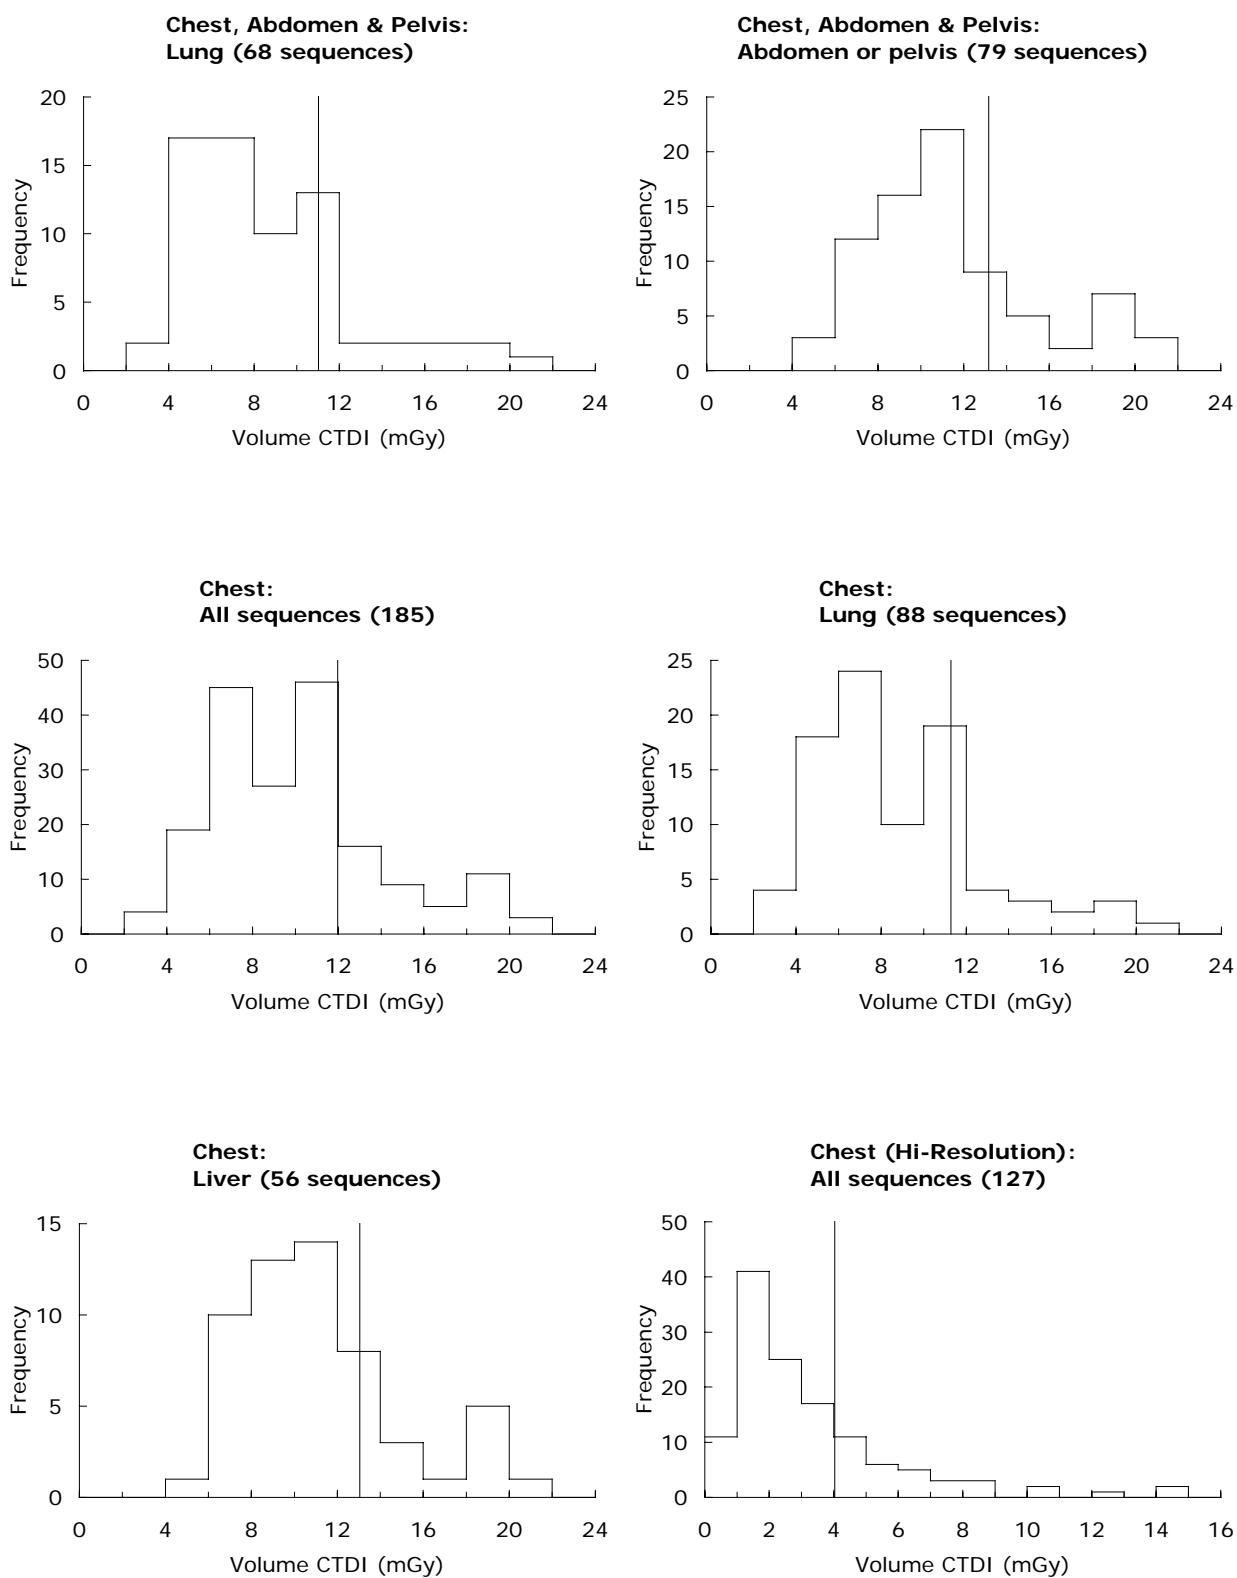 Chest, Abdomen & Pelvis:
Lung (68 sequences)
20
15
10
5
0
Frequency
0 4 8 12 16 20 24
Volume CTDI (mGy)
Chest, Abdomen & Pelvis:
Abdomen or pelvis (79 sequences)
25
20
15
10
5
0
Frequency
0 4 8 12 16 20 24
Volume CTDI (mGy)
Chest:
All sequences (185)
50
40
30
20
10
0
Frequency
0 4 8 12 16 20 24
Volume CTDI (mGy)
Chest:
Lung (88 sequences)
25
20
15
10
5
0
Frequency
0 4 8 12 16 20 24
Volume CTDI (mGy)
Chest:
Liver (56 sequences)
15
10
5
0
Frequency
0 4 8 12 16 20 24
Volume CTDI (mGy)
Chest (Hi-Resolution):
All sequences (127)
50
40
30
20
10
0
Frequency
0 2 4 6 8 10 12 14 16
Volume CTDI (mGy)